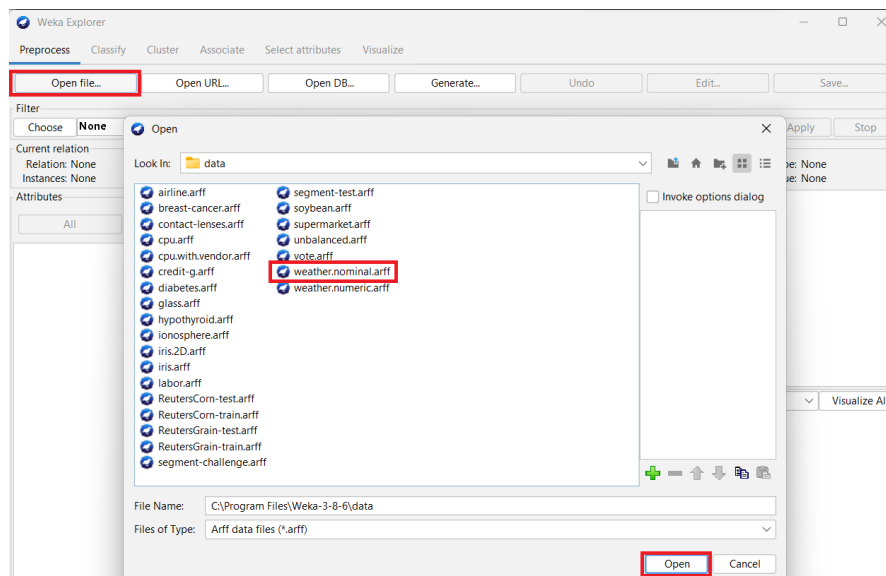 Weka Explorer
Preprocess Classify Cluster Associate Select attributes Visualize
Open file... Open URL... Open DB... Generate... Undo Edit... Save...
Filter
Choose None Apply Stop
Current relation
Relation: None
Instances: None
pe: None
ue: None
Attributes
All
Visualize Al
Open
Look In: data
Invoke options dialog
airline.arff
breast-cancer.arff
contact-lenses.arff
cpu.arff
cpu.with.vendor.arff
credit-g.arff
diabetes.arff
glass.arff
hypothyroid.arff
ionosphere.arff
iris.2D.arff
iris.arff
labor.arff
ReutersCorn-test.arff
ReutersCorn-train.arff
ReutersGrain-test.arff
ReutersGrain-train.arff
segment-challenge.arff
segment-test.arff
soybean.arff
supermarket.arff
unbalanced.arff
vote.arff
weather.nominal.arff
weather.numeric.arff
File Name: C:\Program Files\Weka-3-8-6\data
Files of Type: Arff data files (*.arff)
Open Cancel